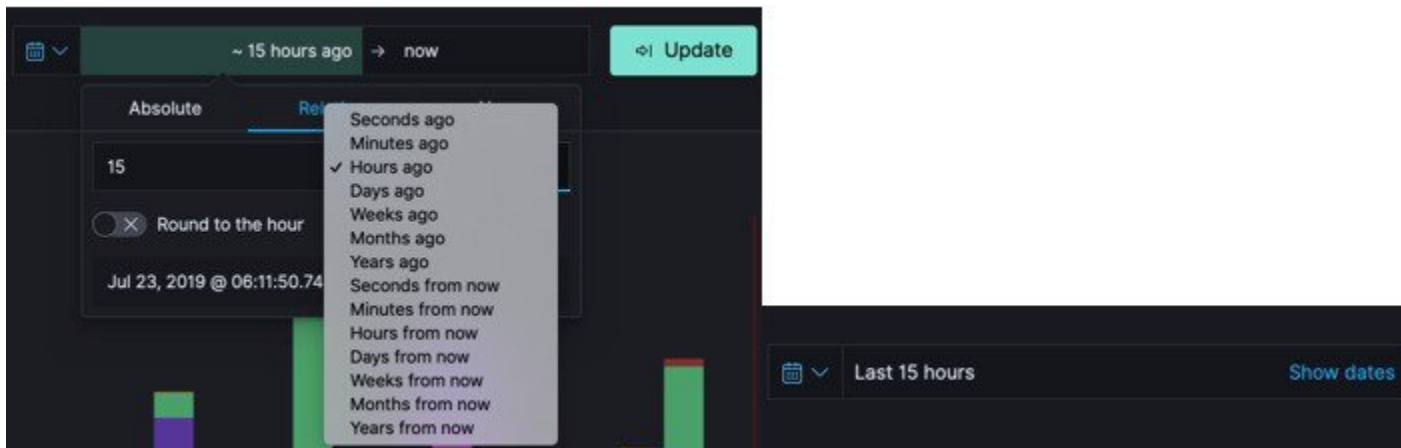 ~ 15 hours ago → now
Update
Absolute
15
Round to the hour
Jul 23, 2019 @ 06:11:50.74
Seconds ago
Minutes ago
✓ Hours ago
Days ago
Weeks ago
Months ago
Years ago
Seconds from now
Minutes from now
Hours from now
Days from now
Weeks from now
Months from now
Years from now
Last 15 hours
Show dates